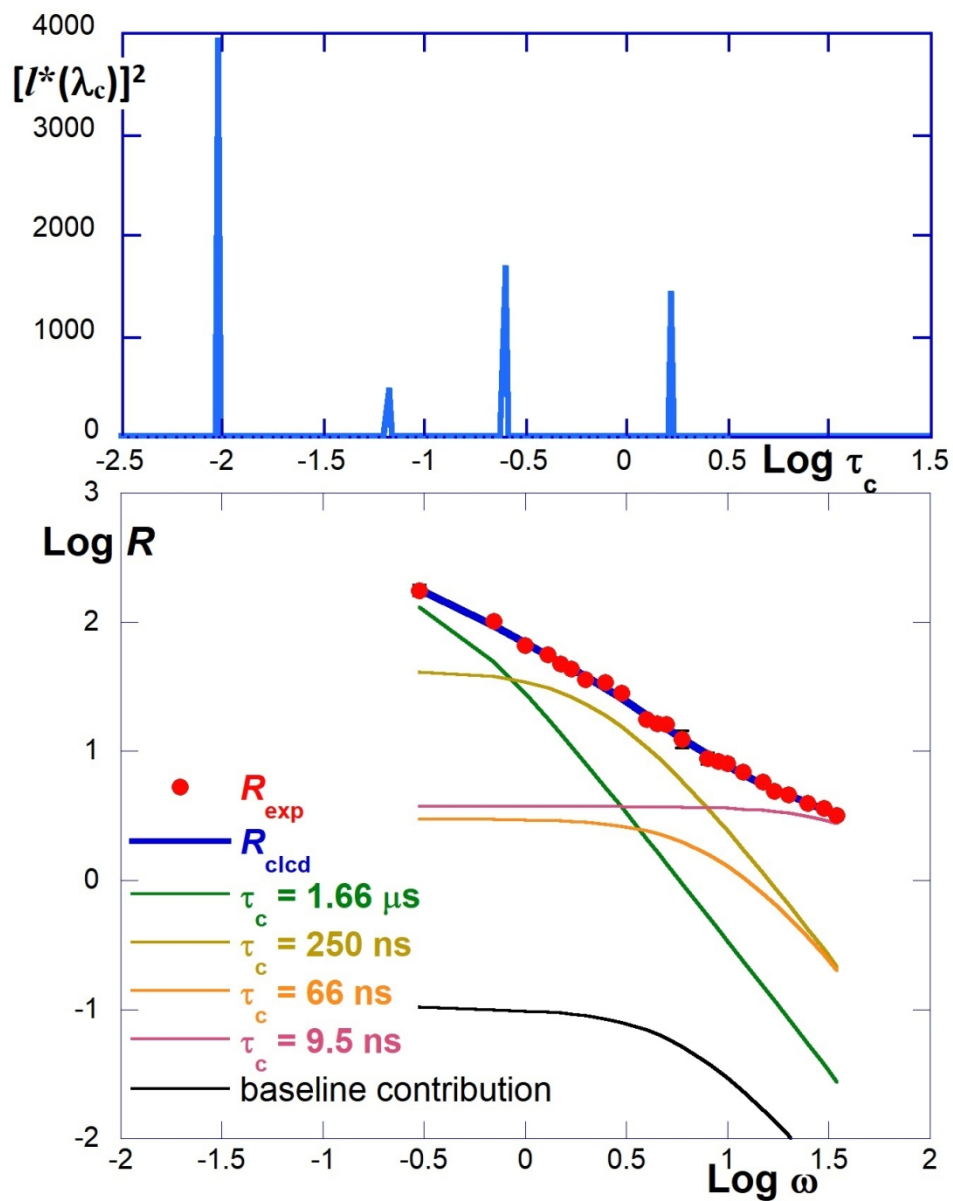 4000
[l*(λc)]²
3000
2000
1000
0
-2.5 -2 -1.5 -1 -0.5 0 0.5 Log τc 1.5
3
Log R
2
1
Rexp
Rclcd
0
τc = 1.66 μs
τc = 250 ns
-1
τc = 66 ns
τc = 9.5 ns
baseline contribution
-2
-2 -1.5 -1 -0.5 0 0.5 Log ω 1.5 2